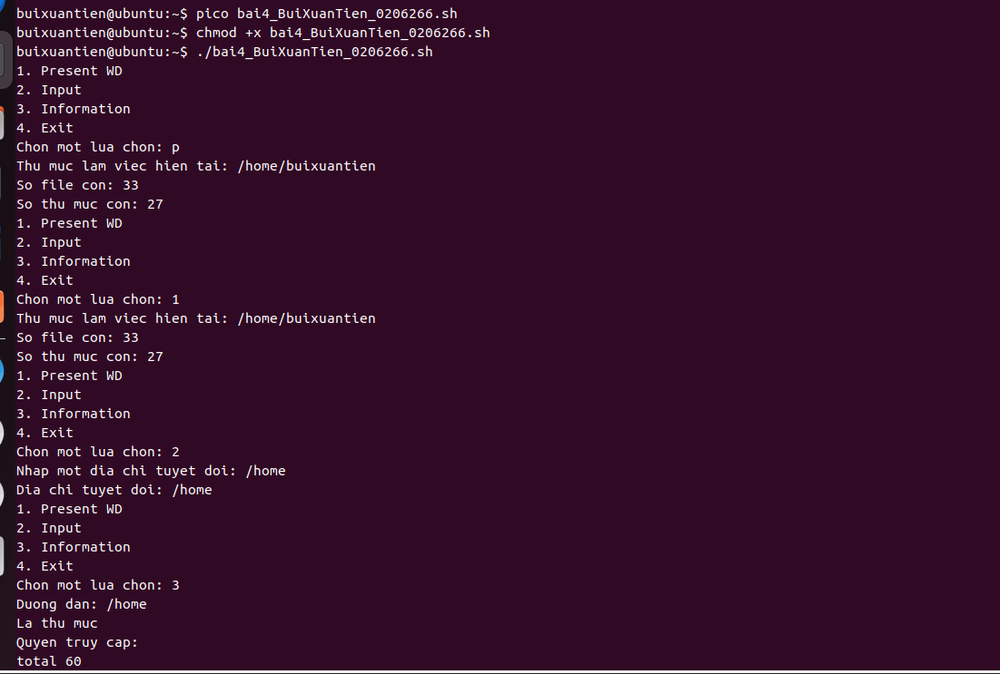 buixuantien@ubuntu:~$ pico bai4_BuiXuanTien_0206266.sh
buixuantien@ubuntu:~$ chmod +x bai4_BuiXuanTien_0206266.sh
buixuantien@ubuntu:~$ ./bai4_BuiXuanTien_0206266.sh
1. Present WD
2. Input
3. Information
4. Exit
Chon mot lua chon: p
Thu muc lam viec hien tai: /home/buixuantien
So file con: 33
So thu muc con: 27
1. Present WD
2. Input
3. Information
4. Exit
Chon mot lua chon: 1
Thu muc lam viec hien tai: /home/buixuantien
So file con: 33
So thu muc con: 27
1. Present WD
2. Input
3. Information
4. Exit
Chon mot lua chon: 2
Nhap mot dia chi tuyet doi: /home
Dia chi tuyet doi: /home
1. Present WD
2. Input
3. Information
4. Exit
Chon mot lua chon: 3
Duong dan: /home
La thu muc
Quyen truy cap:
total 60